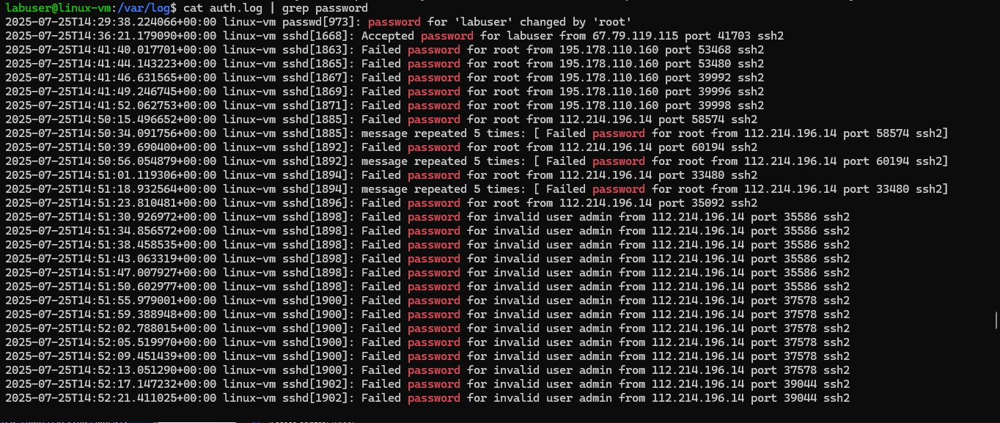 labuser@linux-vm:/var/log$ cat auth.log | grep password
2025-07-25T14:29:38.224066+00:00 linux-vm passwd[973]: password for 'labuser' changed by 'root'
2025-07-25T14:36:21.179090+00:00 linux-vm sshd[1668]: Accepted password for labuser from 67.79.119.115 port 41703 ssh2
2025-07-25T14:41:40.017701+00:00 linux-vm sshd[1863]: Failed password for root from 195.178.110.160 port 53468 ssh2
2025-07-25T14:41:44.143223+00:00 linux-vm sshd[1865]: Failed password for root from 195.178.110.160 port 53480 ssh2
2025-07-25T14:41:46.631565+00:00 linux-vm sshd[1867]: Failed password for root from 195.178.110.160 port 39992 ssh2
2025-07-25T14:41:49.246745+00:00 linux-vm sshd[1869]: Failed password for root from 195.178.110.160 port 39996 ssh2
2025-07-25T14:41:52.062753+00:00 linux-vm sshd[1871]: Failed password for root from 195.178.110.160 port 39998 ssh2
2025-07-25T14:50:15.496652+00:00 linux-vm sshd[1885]: Failed password for root from 112.214.196.14 port 58574 ssh2
2025-07-25T14:50:34.091756+00:00 linux-vm sshd[1885]: message repeated 5 times: [ Failed password for root from 112.214.196.14 port 58574 ssh2]
2025-07-25T14:50:39.690400+00:00 linux-vm sshd[1892]: Failed password for root from 112.214.196.14 port 60194 ssh2
2025-07-25T14:50:56.054879+00:00 linux-vm sshd[1892]: message repeated 5 times: [ Failed password for root from 112.214.196.14 port 60194 ssh2]
2025-07-25T14:51:01.119306+00:00 linux-vm sshd[1894]: Failed password for root from 112.214.196.14 port 33480 ssh2
2025-07-25T14:51:18.932564+00:00 linux-vm sshd[1894]: message repeated 5 times: [ Failed password for root from 112.214.196.14 port 33480 ssh2]
2025-07-25T14:51:23.810481+00:00 linux-vm sshd[1896]: Failed password for root from 112.214.196.14 port 35092 ssh2
2025-07-25T14:51:30.926972+00:00 linux-vm sshd[1898]: Failed password for invalid user admin from 112.214.196.14 port 35586 ssh2
2025-07-25T14:51:34.856572+00:00 linux-vm sshd[1898]: Failed password for invalid user admin from 112.214.196.14 port 35586 ssh2
2025-07-25T14:51:38.458535+00:00 linux-vm sshd[1898]: Failed password for invalid user admin from 112.214.196.14 port 35586 ssh2
2025-07-25T14:51:43.063319+00:00 linux-vm sshd[1898]: Failed password for invalid user admin from 112.214.196.14 port 35586 ssh2
2025-07-25T14:51:47.007927+00:00 linux-vm sshd[1898]: Failed password for invalid user admin from 112.214.196.14 port 35586 ssh2
2025-07-25T14:51:50.602977+00:00 linux-vm sshd[1898]: Failed password for invalid user admin from 112.214.196.14 port 35586 ssh2
2025-07-25T14:51:55.979001+00:00 linux-vm sshd[1900]: Failed password for invalid user admin from 112.214.196.14 port 37578 ssh2
2025-07-25T14:51:59.388948+00:00 linux-vm sshd[1900]: Failed password for invalid user admin from 112.214.196.14 port 37578 ssh2
2025-07-25T14:52:02.788015+00:00 linux-vm sshd[1900]: Failed password for invalid user admin from 112.214.196.14 port 37578 ssh2
2025-07-25T14:52:05.519970+00:00 linux-vm sshd[1900]: Failed password for invalid user admin from 112.214.196.14 port 37578 ssh2
2025-07-25T14:52:09.451439+00:00 linux-vm sshd[1900]: Failed password for invalid user admin from 112.214.196.14 port 37578 ssh2
2025-07-25T14:52:13.051290+00:00 linux-vm sshd[1900]: Failed password for invalid user admin from 112.214.196.14 port 37578 ssh2
2025-07-25T14:52:17.147232+00:00 linux-vm sshd[1902]: Failed password for invalid user admin from 112.214.196.14 port 39044 ssh2
2025-07-25T14:52:21.411025+00:00 linux-vm sshd[1902]: Failed password for invalid user admin from 112.214.196.14 port 39044 ssh2